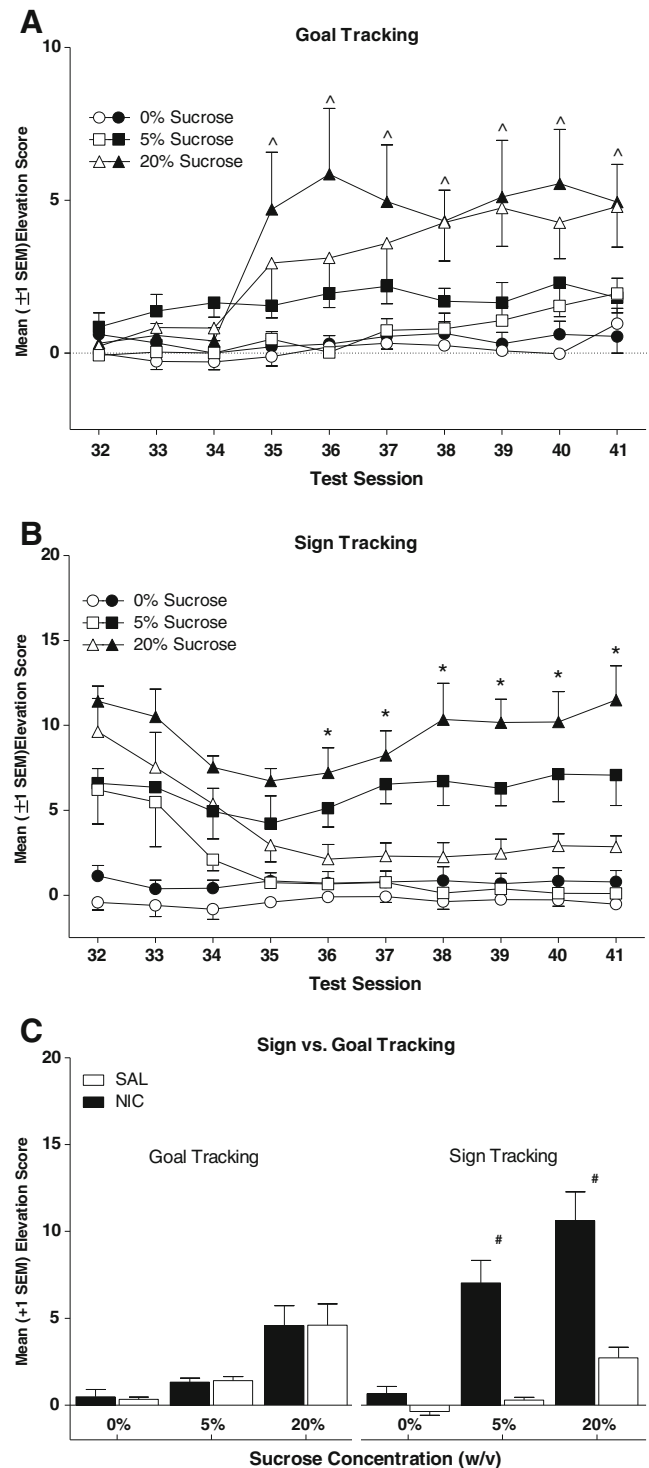 A
Goal Tracking
10
5
0
Mean (±1 SEM)Elevation Score
0% Sucrose
5% Sucrose
20% Sucrose
^ ^ ^ ^ ^ ^ ^
32 33 34 35 36 37 38 39 40 41
Test Session
B
Sign Tracking
20
15
10
5
0
Mean (±1 SEM)Elevation Score
0% Sucrose
5% Sucrose
20% Sucrose
* * * * * *
32 33 34 35 36 37 38 39 40 41
Test Session
C
Sign vs. Goal Tracking
20
15
10
5
0
Mean (+1 SEM) Elevation Score
SAL
NIC
Goal Tracking Sign Tracking
# #
0% 5% 20% 0% 5% 20%
Sucrose Concentration (w/v)